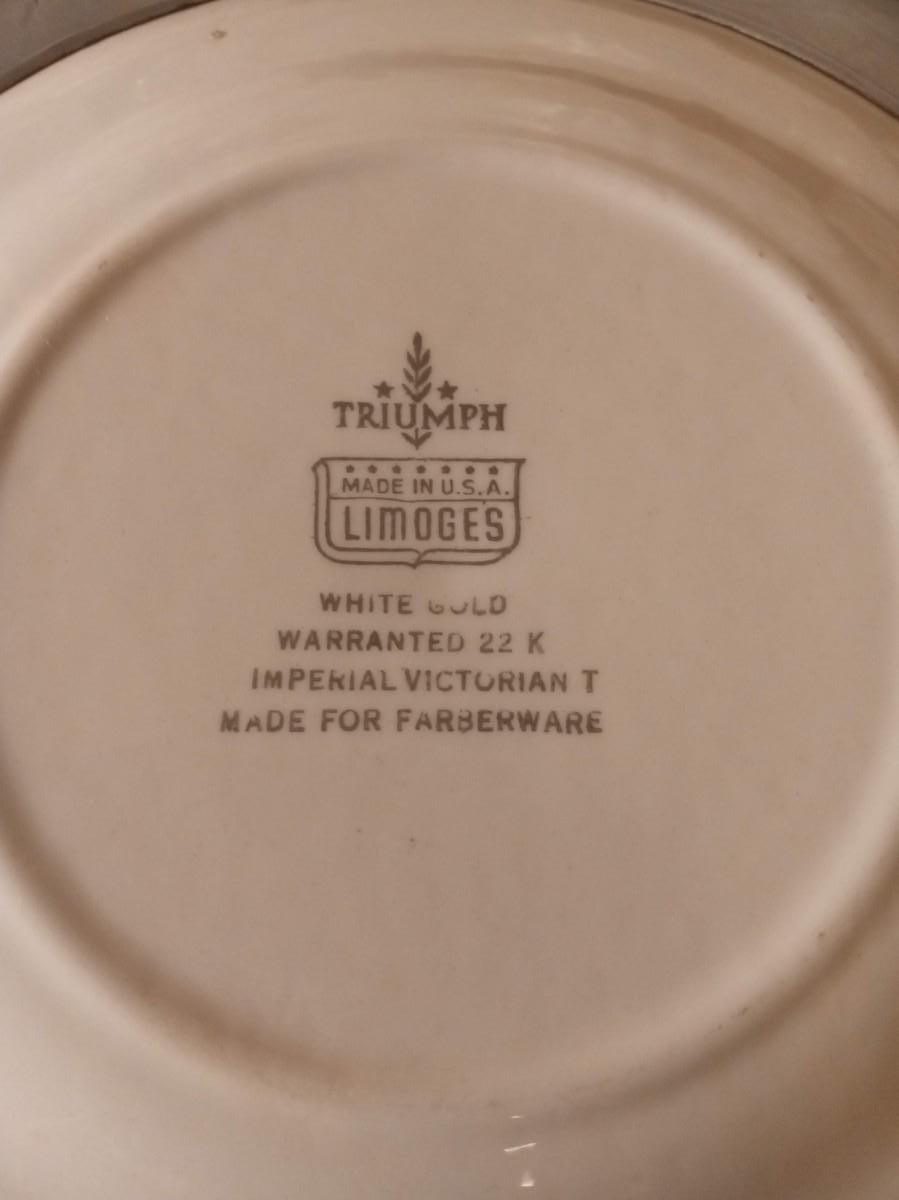 TRIUMPH
MADE IN U.S.A.
LIMOGES
WHITE GOLD
WARRANTED 22 K
IMPERIAL VICTORIAN T
MADE FOR FARBERWARE